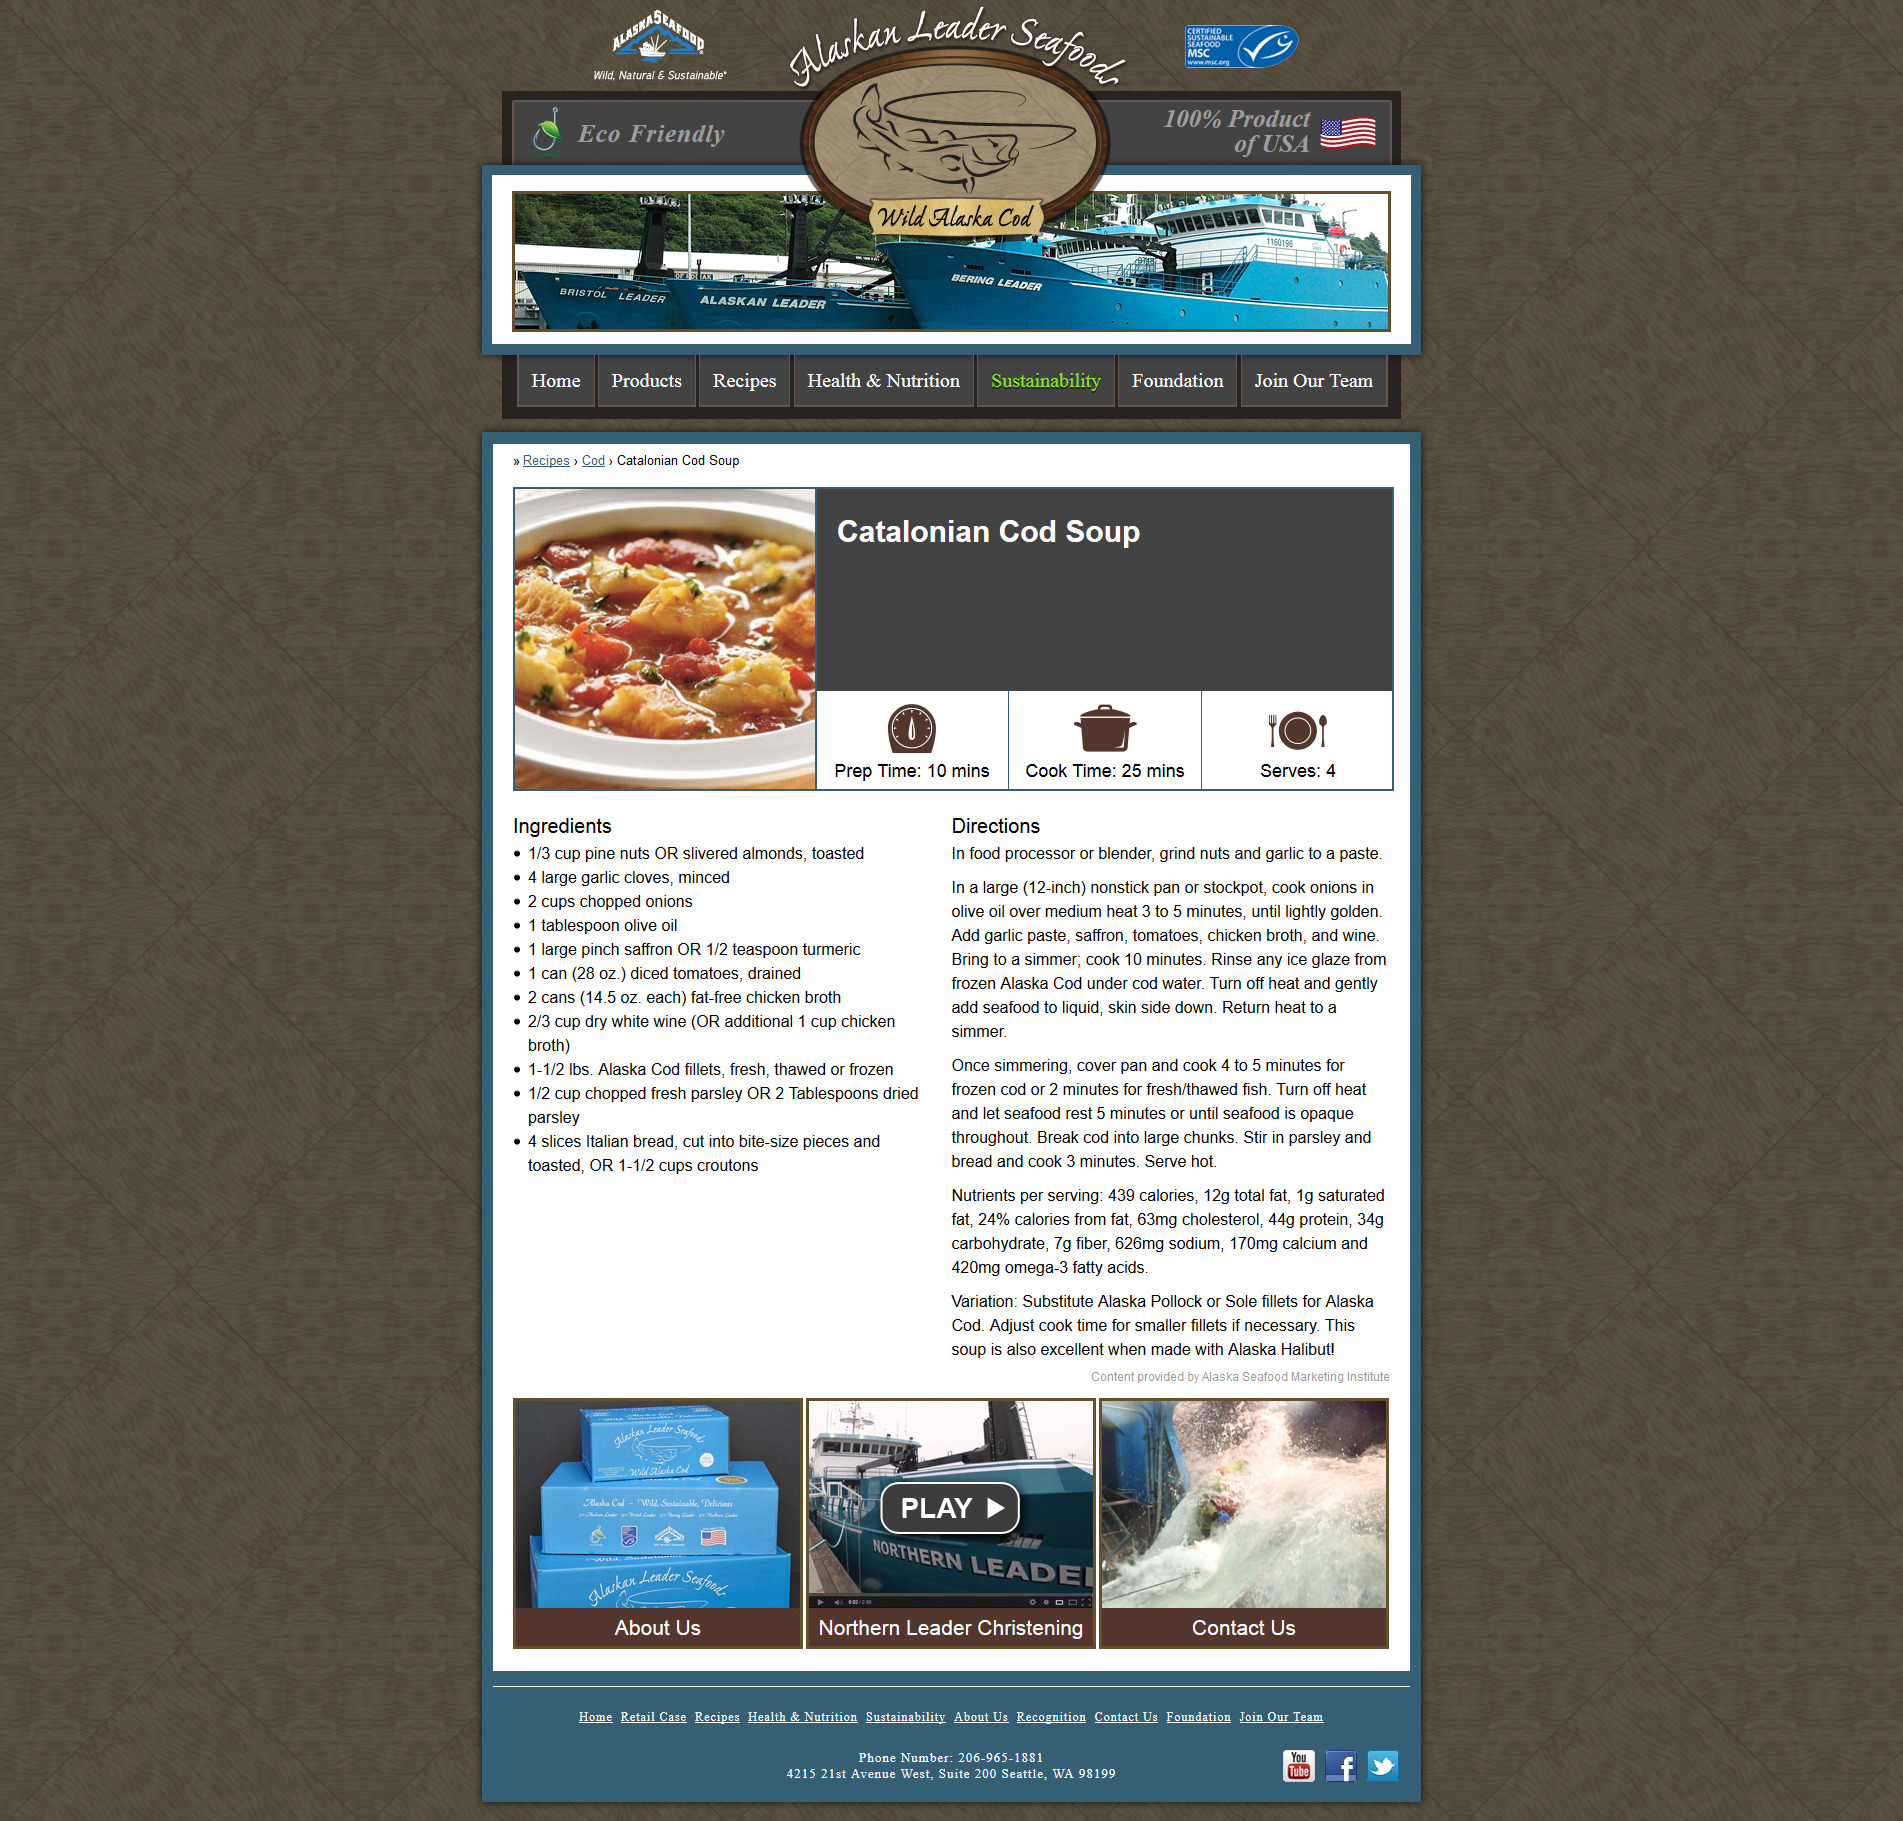 ALASKA SEAFOOD
Wild, Natural & Sustainable®
Alaskan Leader Seafoods
CERTIFIED
SUSTAINABLE
SEAFOOD
MSC
www.msc.org
Eco Friendly
100% Product
of USA
Wild Alaska Cod
BRISTOL LEADER
ALASKAN LEADER
BERING LEADER
1160196
Home
Products
Recipes
Health & Nutrition
Sustainability
Foundation
Join Our Team
» Recipes › Cod › Catalonian Cod Soup
Catalonian Cod Soup
Prep Time: 10 mins
Cook Time: 25 mins
Serves: 4
Ingredients
• 1/3 cup pine nuts OR slivered almonds, toasted
• 4 large garlic cloves, minced
• 2 cups chopped onions
• 1 tablespoon olive oil
• 1 large pinch saffron OR 1/2 teaspoon turmeric
• 1 can (28 oz.) diced tomatoes, drained
• 2 cans (14.5 oz. each) fat-free chicken broth
• 2/3 cup dry white wine (OR additional 1 cup chicken
broth)
• 1-1/2 lbs. Alaska Cod fillets, fresh, thawed or frozen
• 1/2 cup chopped fresh parsley OR 2 Tablespoons dried
parsley
• 4 slices Italian bread, cut into bite-size pieces and
toasted, OR 1-1/2 cups croutons
Directions
In food processor or blender, grind nuts and garlic to a paste.
In a large (12-inch) nonstick pan or stockpot, cook onions in
olive oil over medium heat 3 to 5 minutes, until lightly golden.
Add garlic paste, saffron, tomatoes, chicken broth, and wine.
Bring to a simmer; cook 10 minutes. Rinse any ice glaze from
frozen Alaska Cod under cod water. Turn off heat and gently
add seafood to liquid, skin side down. Return heat to a
simmer.
Once simmering, cover pan and cook 4 to 5 minutes for
frozen cod or 2 minutes for fresh/thawed fish. Turn off heat
and let seafood rest 5 minutes or until seafood is opaque
throughout. Break cod into large chunks. Stir in parsley and
bread and cook 3 minutes. Serve hot.
Nutrients per serving: 439 calories, 12g total fat, 1g saturated
fat, 24% calories from fat, 63mg cholesterol, 44g protein, 34g
carbohydrate, 7g fiber, 626mg sodium, 170mg calcium and
420mg omega-3 fatty acids.
Variation: Substitute Alaska Pollock or Sole fillets for Alaska
Cod. Adjust cook time for smaller fillets if necessary. This
soup is also excellent when made with Alaska Halibut!
Content provided by Alaska Seafood Marketing Institute
Alaskan Leader Seafoods
Wild Alaska Cod
Alaska Cod - Wild, Sustainable, Delicious
Alaskan Leader Seafoods
PLAY
NORTHERN LEADER
About Us
Northern Leader Christening
Contact Us
Home Retail Case Recipes Health & Nutrition Sustainability About Us Recognition Contact Us Foundation Join Our Team
Phone Number: 206-965-1881
4215 21st Avenue West, Suite 200 Seattle, WA 98199
You
Tube